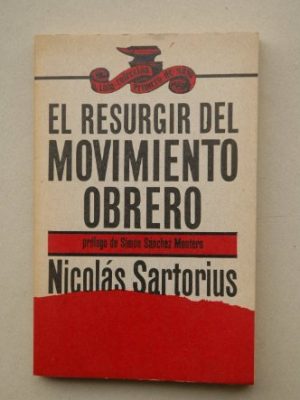 EL RESURGIR DEL
MOVIMIENTO
OBRERO
prólogo de Simón Sánchez Montero
Nicolás Sartorius